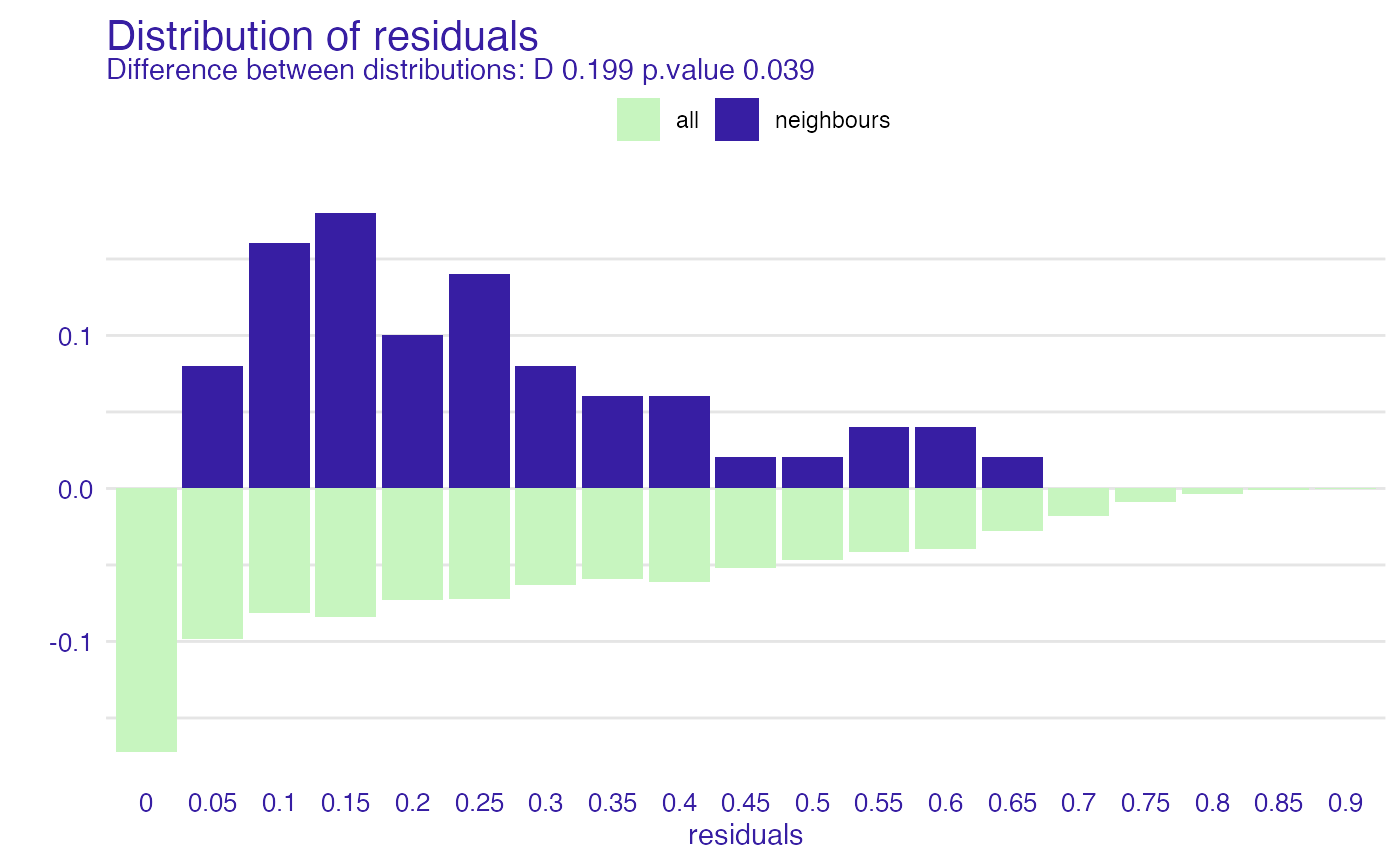 Distribution of residuals
Difference between distributions: D 0.199 p.value 0.039
all neighbours
0.1
0.0
-0.1
0 0.05 0.1 0.15 0.2 0.25 0.3 0.35 0.4 0.45 0.5 0.55 0.6 0.65 0.7 0.75 0.8 0.85 0.9
residuals